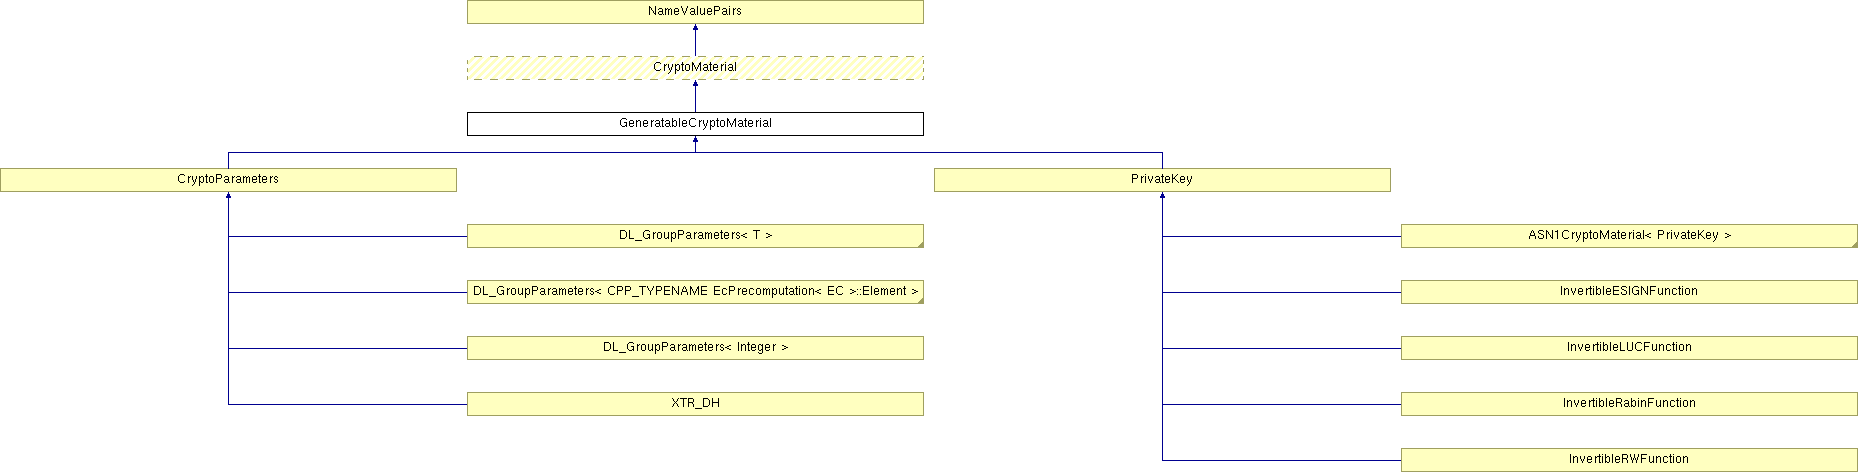 NameValuePairs
CryptoMaterial
GeneratableCryptoMaterial
CryptoParameters
PrivateKey
DL_GroupParameters< T >
ASN1CryptoMaterial< PrivateKey >
DL_GroupParameters< CPP_TYPENAME EcPrecomputation< EC >::Element >
InvertibleESIGNFunction
DL_GroupParameters< Integer >
InvertibleLUCFunction
XTR_DH
InvertibleRabinFunction
InvertibleRWFunction